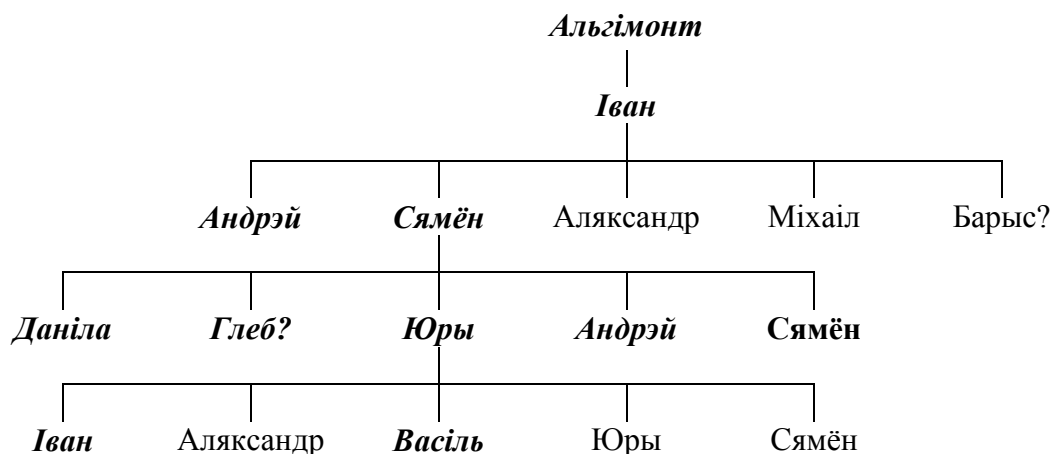 Альгімонт
Іван
Андрэй Сямён Аляксандр Міхаіл Барыс?
Даніла Глеб? Юры Андрэй Сямён
Іван Аляксандр Васіль Юры Сямён